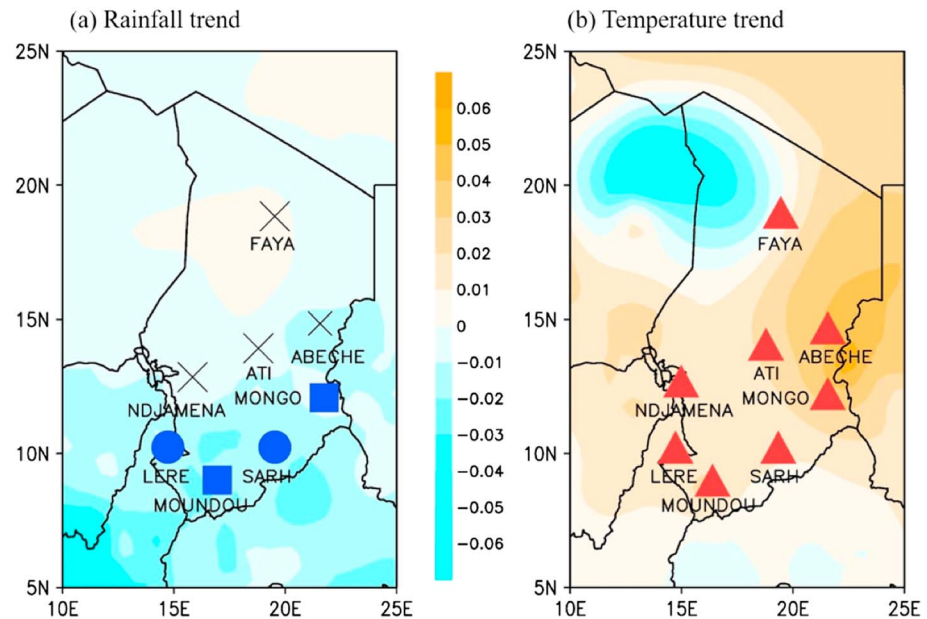 (a) Rainfall trend
25N
20N
15N
10N
5N
10E
15E
20E
25E
FAYA
ABECHE
ATI
MONGO
NDJAMENA
LERE
SARH
MOUNDOU
0.06
0.05
0.04
0.03
0.02
0.01
0
−0.01
−0.02
−0.03
−0.04
−0.05
−0.06
(b) Temperature trend
25N
20N
15N
10N
5N
10E
15E
20E
25E
FAYA
ABECHE
ATI
MONGO
NDJAMENA
LERE
SARH
MOUNDOU